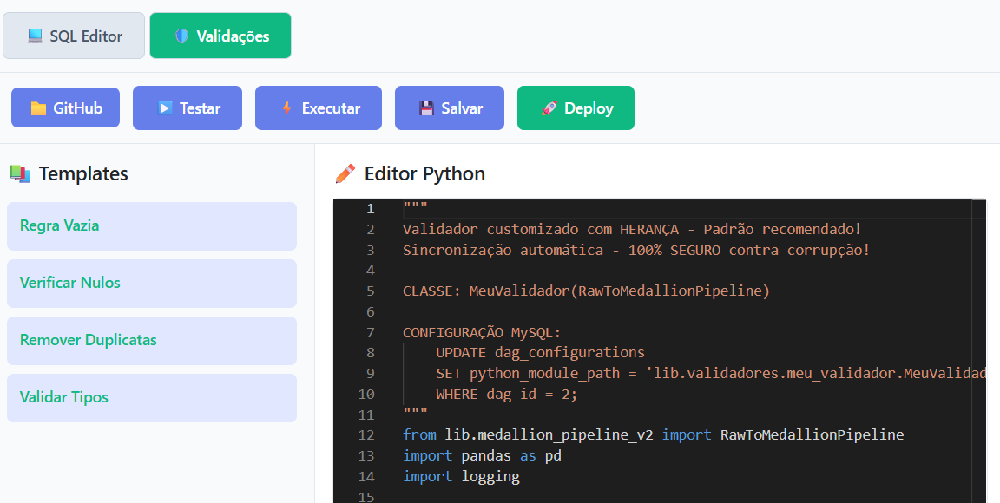 SQL Editor
Validações
GitHub
Testar
Executar
Salvar
Deploy
Templates
Regra Vazia
Verificar Nulos
Remover Duplicatas
Validar Tipos
Editor Python
1 """
2 Validador customizado com HERANÇA - Padrão recomendado!
3 Sincronização automática - 100% SEGURO contra corrupção!
4
5 CLASSE: MeuValidador(RawToMedallionPipeline)
6
7 CONFIGURAÇÃO MySQL:
8     UPDATE dag_configurations
9     SET python_module_path = 'lib.validadores.meu_validador.MeuValidad
10     WHERE dag_id = 2;
11 """
12 from lib.medallion_pipeline_v2 import RawToMedallionPipeline
13 import pandas as pd
14 import logging
15